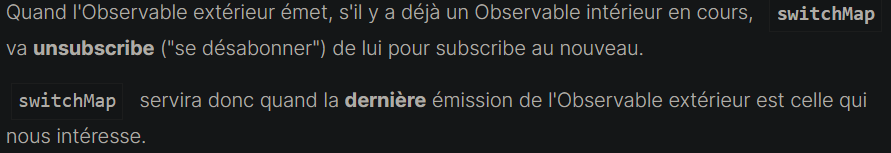 Quand l'Observable extérieur émet, s'il y a déjà un Observable intérieur en cours, switchMap
va unsubscribe ("se désabonner") de lui pour subscribe au nouveau.
switchMap servira donc quand la dernière émission de l'Observable extérieur est celle qui
nous intéresse.